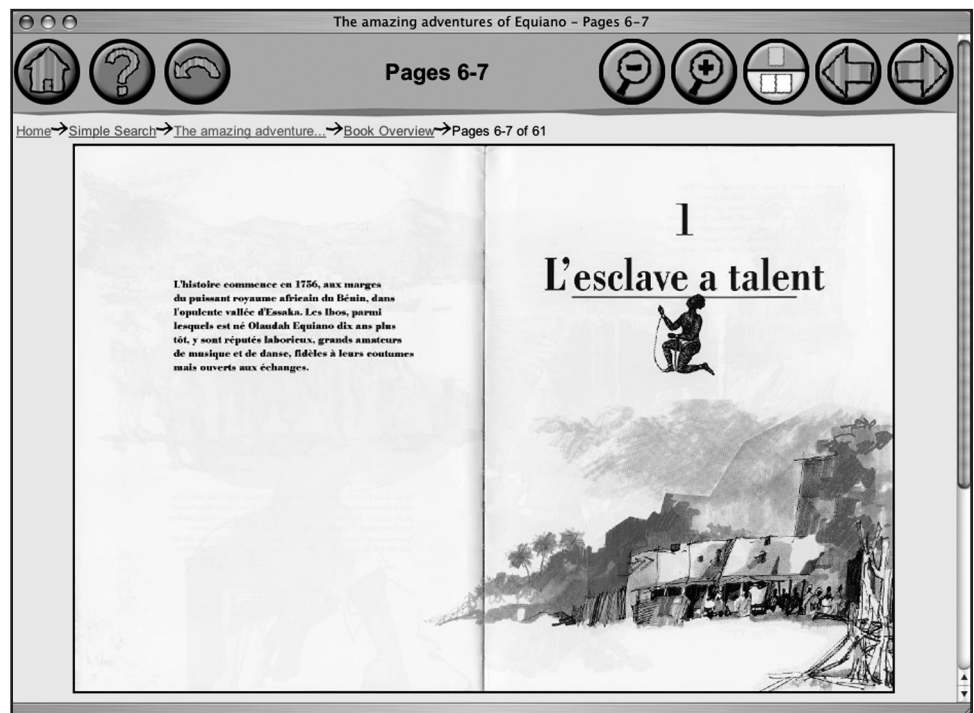 The amazing adventures of Equiano – Pages 6–7
Pages 6-7
Home→Simple Search→The amazing adventure...→Book Overview→Pages 6-7 of 61
L'histoire commence en 1756, aux marges
du puissant royaume africain du Bénin, dans
l'opulente vallée d'Essaka. Les Ibos, parmi
lesquels est né Olaudah Equiano dix ans plus
tôt, y sont réputés laborieux, grands amateurs
de musique et de danse, fidèles à leurs coutumes
mais ouverts aux échanges.
1
L'esclave a talent